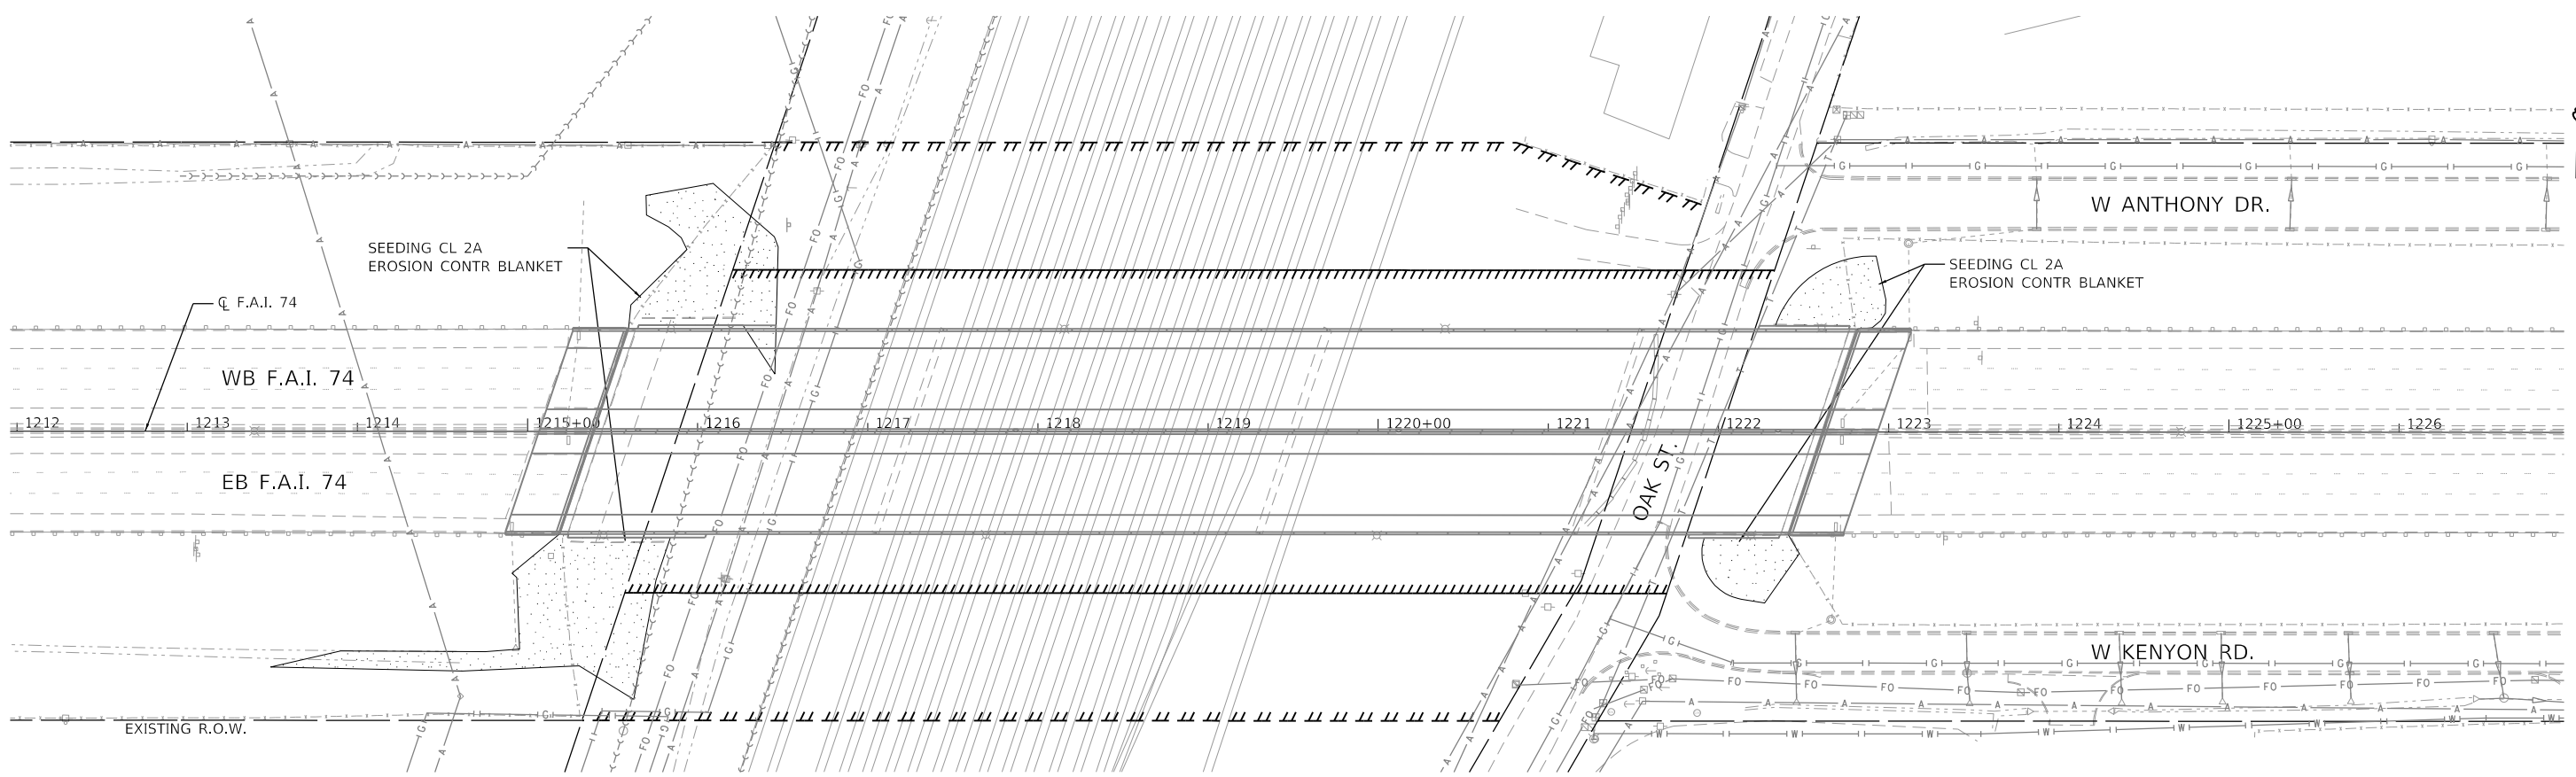 W ANTHONY DR.
SEEDING CL 2A
EROSION CONTR BLANKET
SEEDING CL 2A
EROSION CONTR BLANKET
℄ F.A.I. 74
WB F.A.I. 74
1212 1213 1214 1215+00 1216 1217 1218 1219 1220+00 1221 1222 1223 1224 1225+00 1226
EB F.A.I. 74
OAK ST.
W KENYON RD.
EXISTING R.O.W.